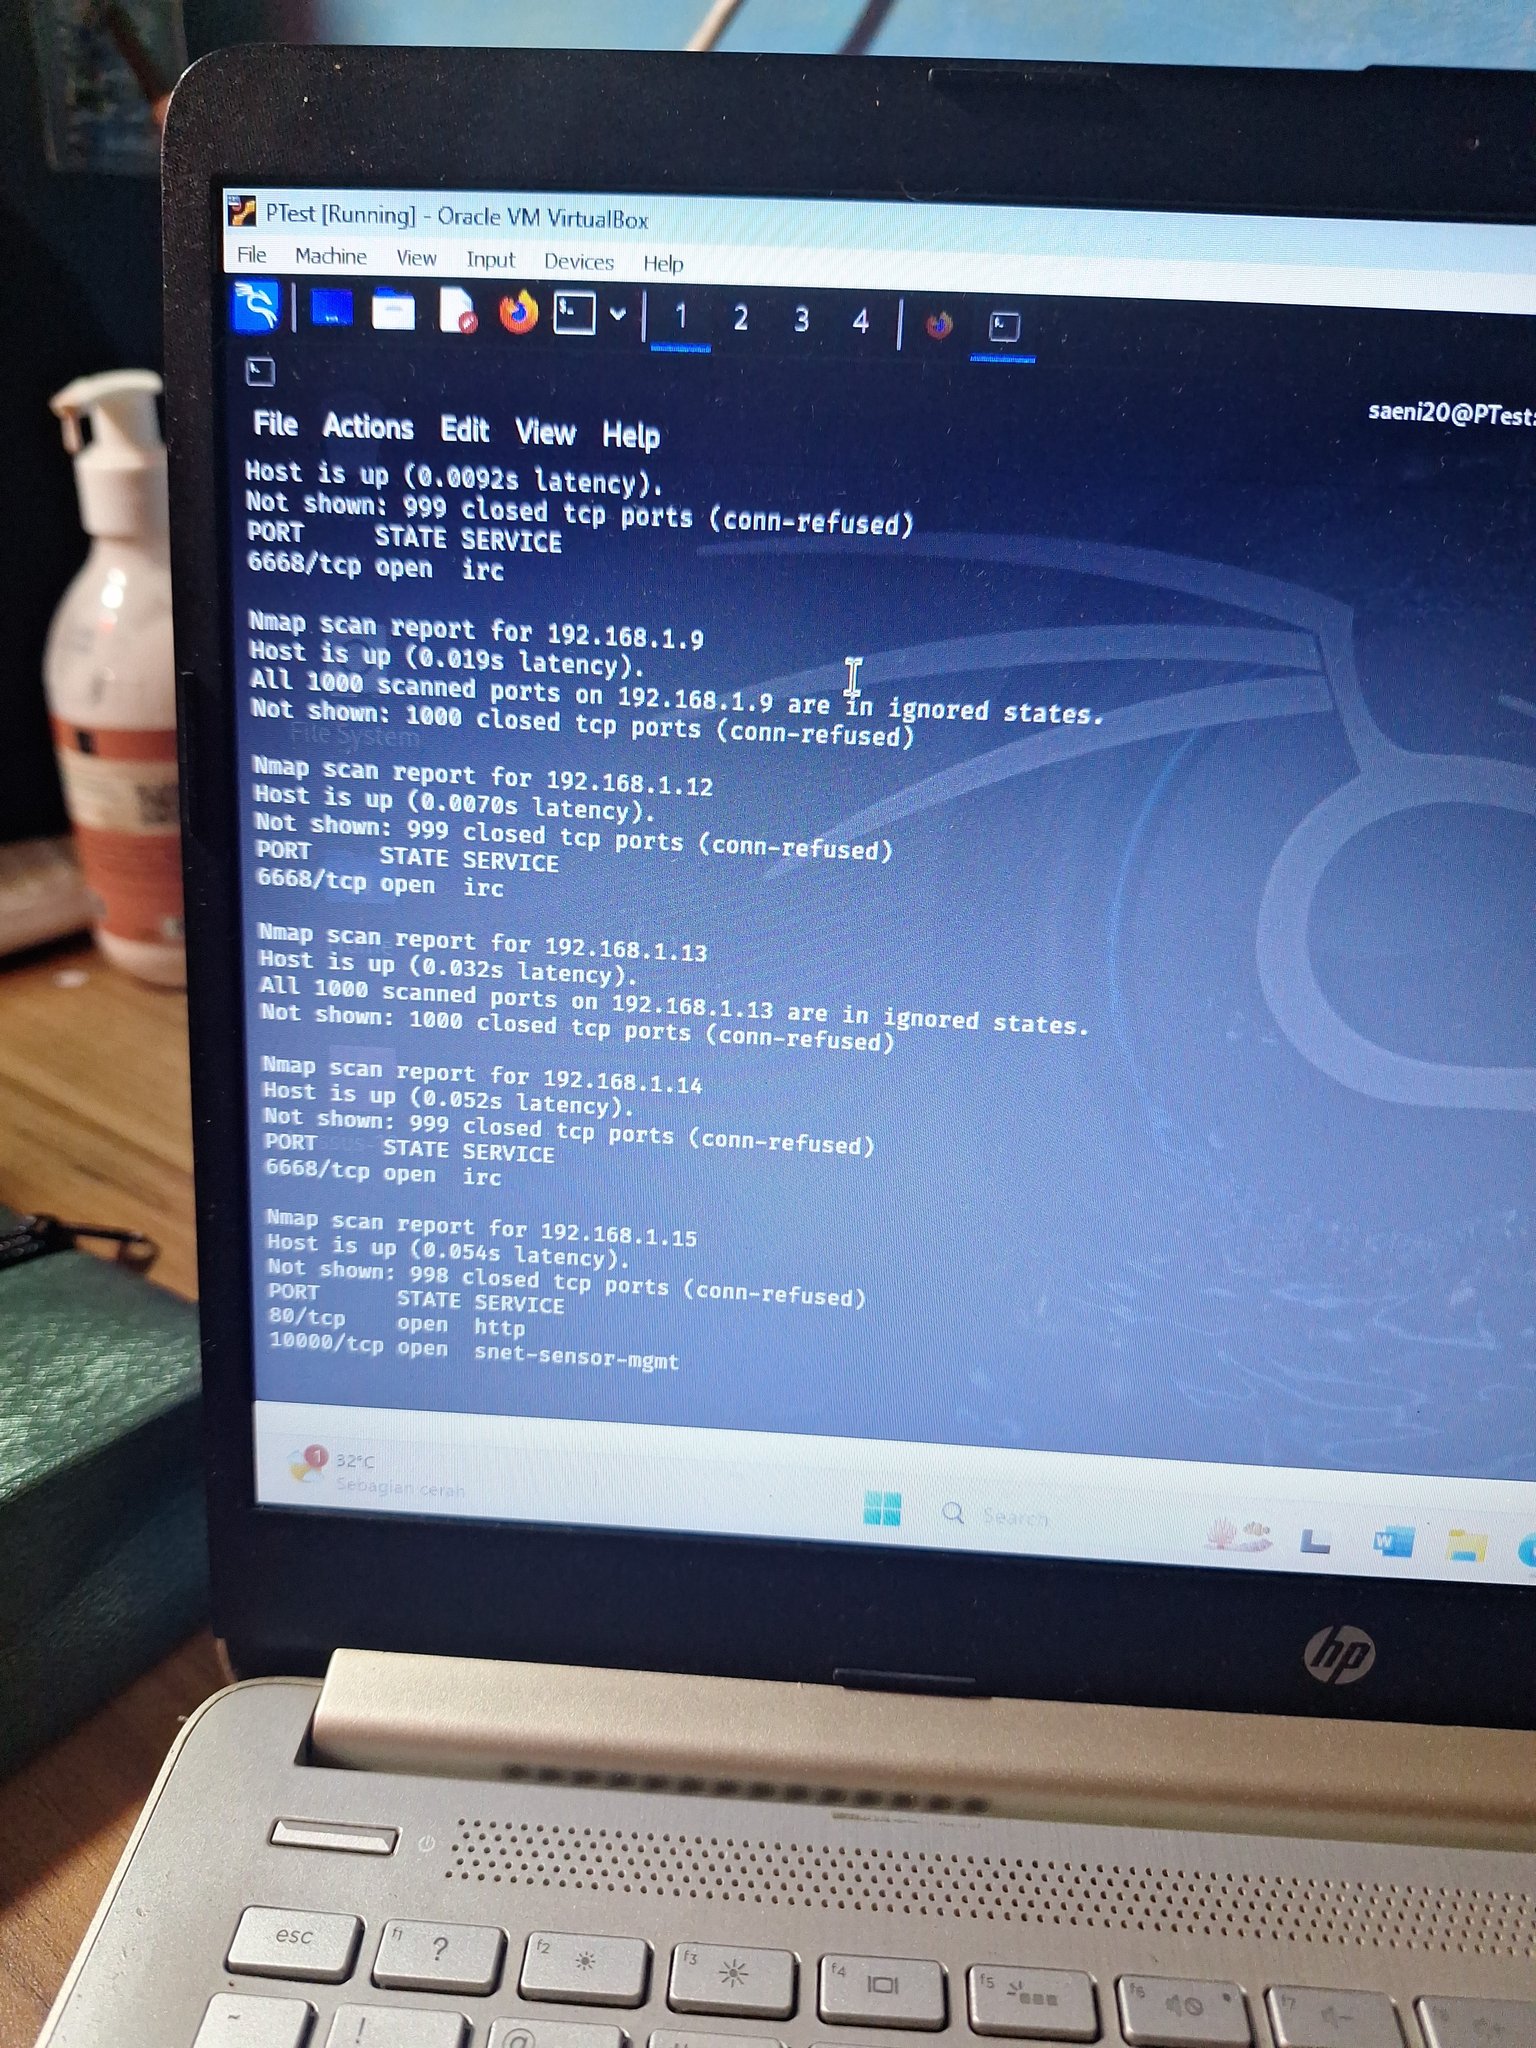 PTest [Running] - Oracle VM VirtualBox
File Machine View Input Devices Help
1 2 3 4
saeni20@PTest:
File Actions Edit View Help
Host is up (0.0092s latency).
Not shown: 999 closed tcp ports (conn-refused)
PORT STATE SERVICE
6668/tcp open irc
Nmap scan report for 192.168.1.9
Host is up (0.019s latency).
All 1000 scanned ports on 192.168.1.9 are in ignored states.
Not shown: 1000 closed tcp ports (conn-refused)
File System
Nmap scan report for 192.168.1.12
Host is up (0.0070s latency).
Not shown: 999 closed tcp ports (conn-refused)
PORT STATE SERVICE
6668/tcp open irc
Nmap scan report for 192.168.1.13
Host is up (0.032s latency).
All 1000 scanned ports on 192.168.1.13 are in ignored states.
Not shown: 1000 closed tcp ports (conn-refused)
Nmap scan report for 192.168.1.14
Host is up (0.052s latency).
Not shown: 999 closed tcp ports (conn-refused)
PORT STATE SERVICE
6668/tcp open irc
Nmap scan report for 192.168.1.15
Host is up (0.054s latency).
Not shown: 998 closed tcp ports (conn-refused)
PORT STATE SERVICE
80/tcp open http
10000/tcp open snet-sensor-mgmt
1 32°C
Sebagian cerah
Search
W
hp
esc f1 ? f2 f3 f4 f5 f6 f7
~ ! @